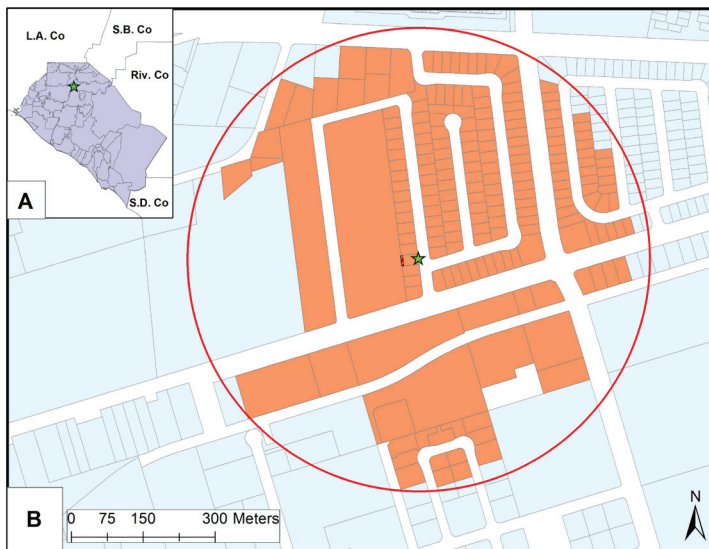 L.A. Co
S.B. Co
Riv. Co
S.D. Co
A
B
0 75 150 300 Meters
N